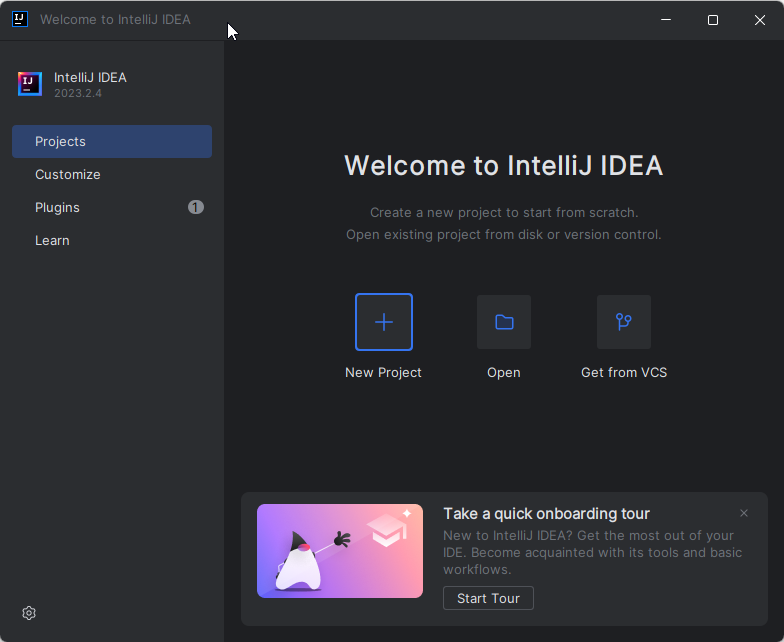 IJ Welcome to IntelliJ IDEA
IJ
IntelliJ IDEA
2023.2.4
Projects
Customize
Plugins 1
Learn
Welcome to IntelliJ IDEA
Create a new project to start from scratch.
Open existing project from disk or version control.
New Project Open Get from VCS
Take a quick onboarding tour
New to IntelliJ IDEA? Get the most out of your
IDE. Become acquainted with its tools and basic
workflows.
Start Tour